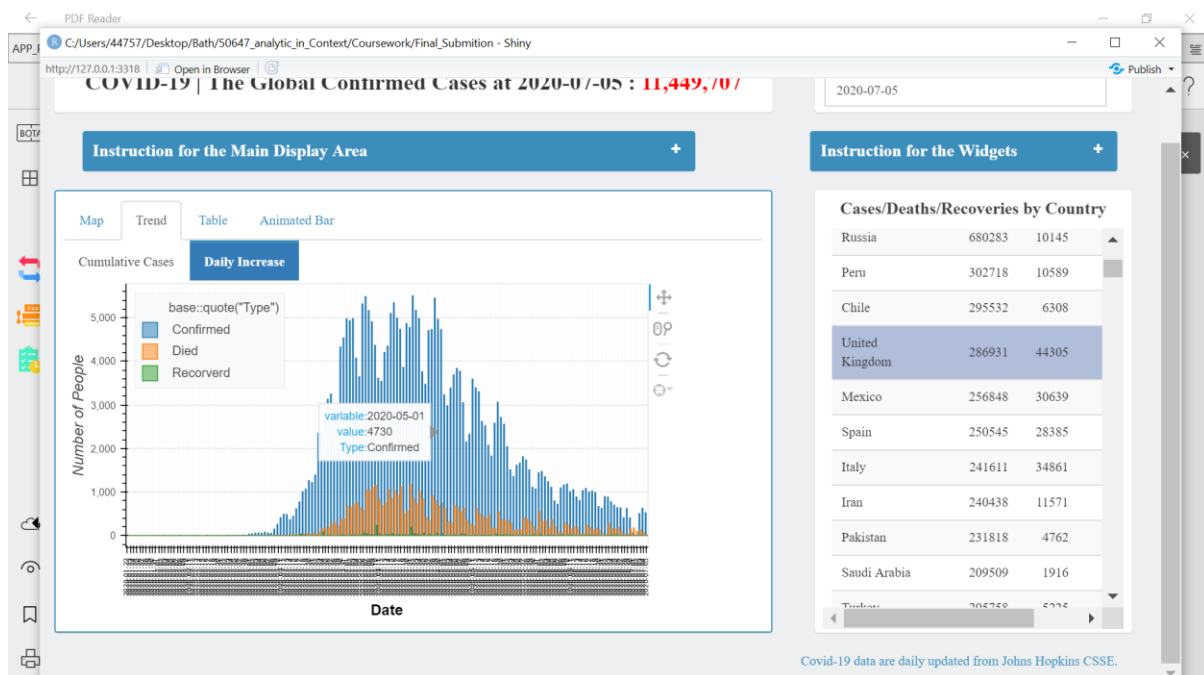 PDF Reader
C:/Users/44757/Desktop/Bath/50647_analytic_in_Context/Coursework/Final_Submition - Shiny
http://127.0.0.1:3318 Open in Browser Publish
COVID-19 | The Global Confirmed Cases at 2020-07-05 : 11,449,707
2020-07-05
Instruction for the Main Display Area +
Instruction for the Widgets +
Map Trend Table Animated Bar
Cumulative Cases Daily Increase
base::quote("Type")
Confirmed
Died
Recorverd
5,000
4,000
3,000
2,000
1,000
0
Number of People
variable:2020-05-01
value:4730
Type:Confirmed
Date
Cases/Deaths/Recoveries by Country
Russia 680283 10145
Peru 302718 10589
Chile 295532 6308
United
Kingdom 286931 44305
Mexico 256848 30639
Spain 250545 28385
Italy 241611 34861
Iran 240438 11571
Pakistan 231818 4762
Saudi Arabia 209509 1916
Turkey 205758 5225
Covid-19 data are daily updated from Johns Hopkins CSSE.